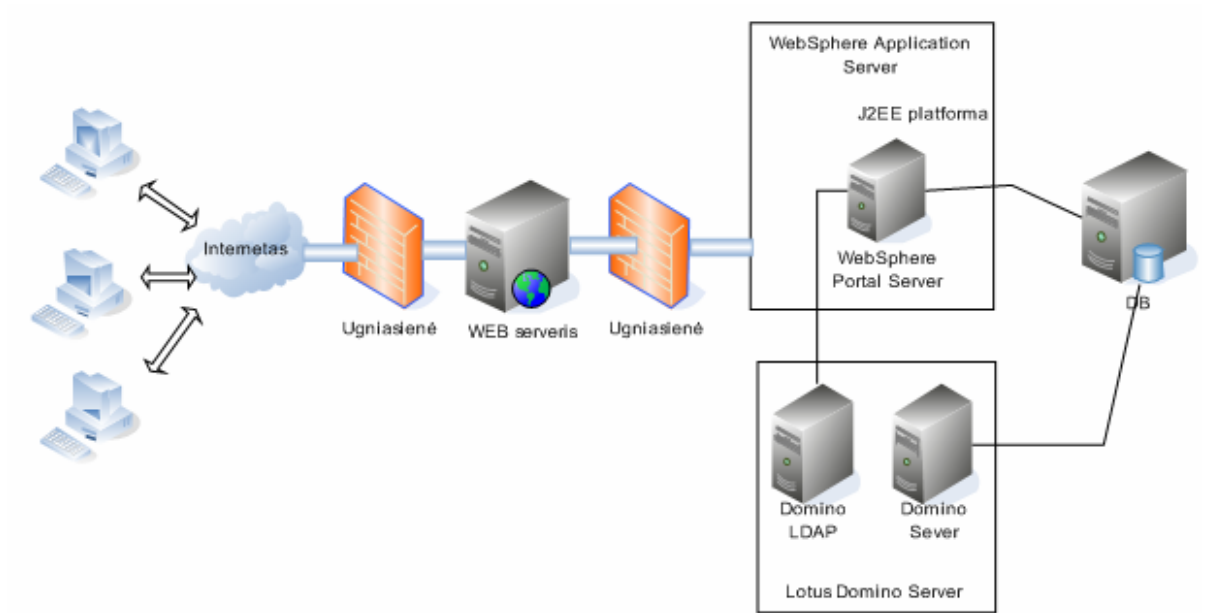 WebSphere Application
Server
J2EE platforma
Internetas
WebSphere
Portal Server
Ugniasienė
WEB serveris
Ugniasienė
DB
Domino
LDAP
Domino
Sever
Lotus Domino Server